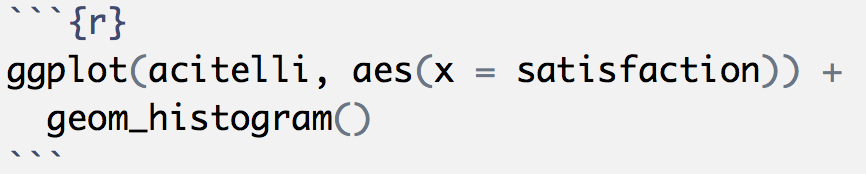 ```{r}
ggplot(acitelli, aes(x = satisfaction)) +
  geom_histogram()
```